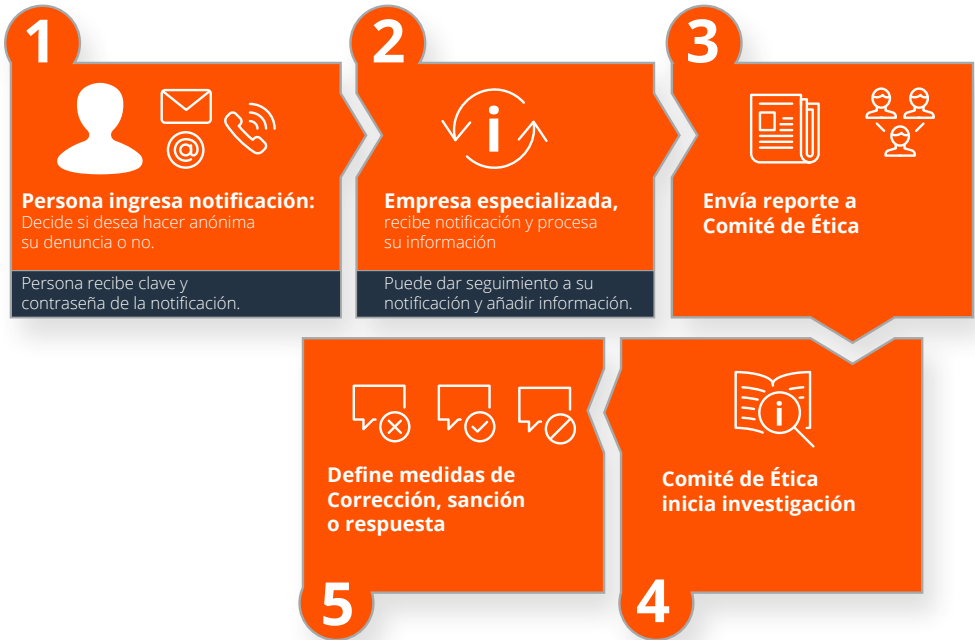 1
Persona ingresa notificación:
Decide si desea hacer anónima
su denuncia o no.
Persona recibe clave y
contraseña de la notificación.
2
Empresa especializada,
recibe notificación y procesa
su información
Puede dar seguimiento a su
notificación y añadir información.
3
Envía reporte a
Comité de Ética
4
Comité de Ética
inicia investigación
5
Define medidas de
Corrección, sanción
o respuesta